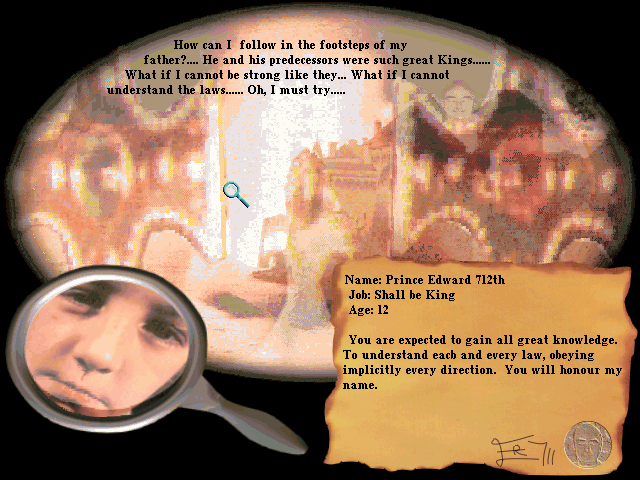 How can I follow in the footsteps of my
father?.... He and his predecessors were such great Kings......
What if I cannot be strong like they... What if I cannot
understand the laws...... Oh, I must try.....
Name: Prince Edward 712th
Job: Shall be King
Age: 12
You are expected to gain all great knowledge.
To understand each and every law, obeying
implicitly every direction. You will honour my
name.
ER 711